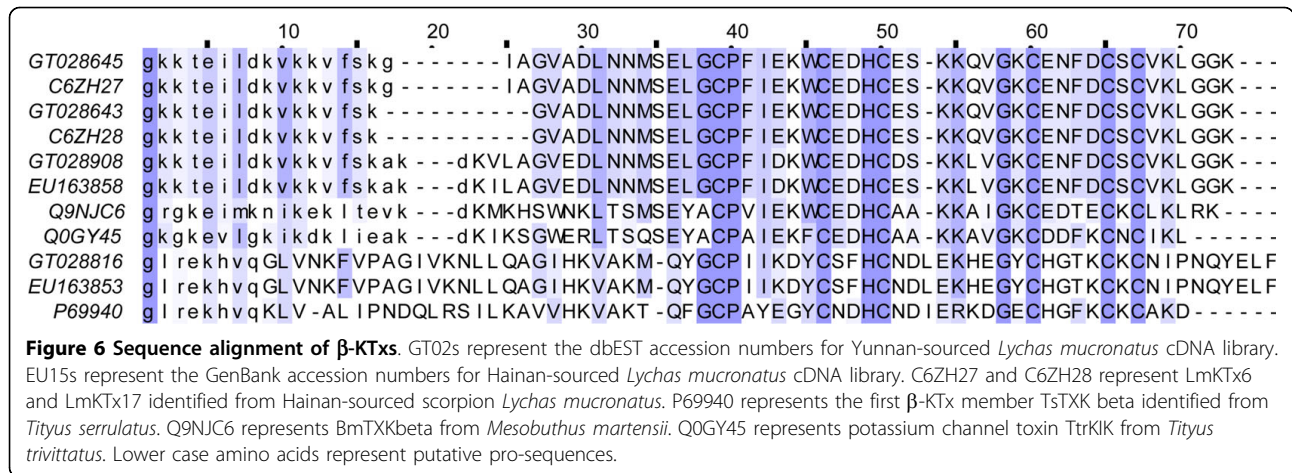 10 20 30 40 50 60 70
GT028645 gkkteildkvkkvfskg-------IAGVADLNNMSELGCPFIEKWCEDHCES-KKQVGKCENFDCSCVKLGGK---
C6ZH27 gkkteildkvkkvfskg-------IAGVADLNNMSELGCPFIEKWCEDHCES-KKQVGKCENFDCSCVKLGGK---
GT028643 gkkteildkvkkvfsk----------GVADLNNMSELGCPFIEKWCEDHCES-KKQVGKCENFDCSCVKLGGK---
C6ZH28 gkkteildkvkkvfsk----------GVADLNNMSELGCPFIEKWCEDHCES-KKQVGKCENFDCSCVKLGGK---
GT028908 gkkteildkvkkvfskak---dKVLAGVEDLNNMSELGCPFIDKWCEDHCDS-KKLVGKCENFDCSCVKLGGK---
EU163858 gkkteildkvkkvfskak---dKILAGVEDLNNMSELGCPFIEKWCEDHCES-KKLVGKCENFDCSCVKLGGK---
Q9NJC6 grgkeimknikekltevk---dKMKHSWNKLTSMSEYACPVIEKWCEDHCAA-KKAIGKCEDTECKCLKLRK----
Q0GY45 gkgkevlgkikdklieak---dKIKSGWERLTSQSEYACPAIEKFCEDHCAA-KKAVGKCDDFKCNCIKL------
GT028816 glrekhvqGLVNKFVPAGIVKNLLQAGIHKVAKM-QYGCPIIKDYCSFHCNDLEKHEGYCHGTKCKCNIPNQYELF
EU163853 glrekhvqGLVNKFVPAGIVKNLLQAGIHKVAKM-QYGCPIIKDYCSFHCNDLEKHEGYCHGTKCKCNIPNQYELF
P69940 glrekhvqKLV-ALIPNDQLRSILKAVVHKVAKT-QFGCPAYEGYCNDHCNDIERKDGECHGFKCKCAKD------
Figure 6 Sequence alignment of β-KTxs. GT02s represent the dbEST accession numbers for Yunnan-sourced Lychas mucronatus cDNA library.
EU15s represent the GenBank accession numbers for Hainan-sourced Lychas mucronatus cDNA library. C6ZH27 and C6ZH28 represent LmKTx6
and LmKTx17 identified from Hainan-sourced scorpion Lychas mucronatus. P69940 represents the first β-KTx member TsTXK beta identified from
Tityus serrulatus. Q9NJC6 represents BmTXKbeta from Mesobuthus martensii. Q0GY45 represents potassium channel toxin TtrKIK from Tityus
trivittatus. Lower case amino acids represent putative pro-sequences.